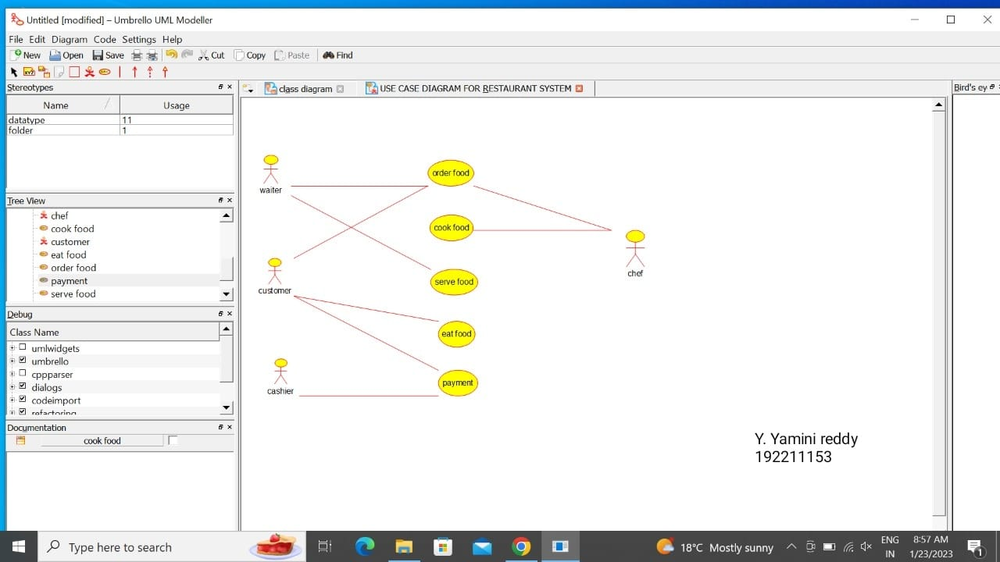 Untitled [modified] – Umbrello UML Modeller
File Edit Diagram Code Settings Help
New Open Save Cut Copy Paste Find
Stereotypes
Name Usage
datatype 11
folder 1
class diagram USE CASE DIAGRAM FOR RESTAURANT SYSTEM
Bird's ey
Tree View
chef
cook food
customer
eat food
order food
payment
serve food
Debug
Class Name
umlwidgets
umbrello
cppparser
dialogs
codeimport
refactoring
Documentation
cook food
waiter
order food
cook food
chef
customer
serve food
eat food
cashier
payment
Y. Yamini reddy
192211153
Type here to search
18°C Mostly sunny
ENG
IN
8:57 AM
1/23/2023
1